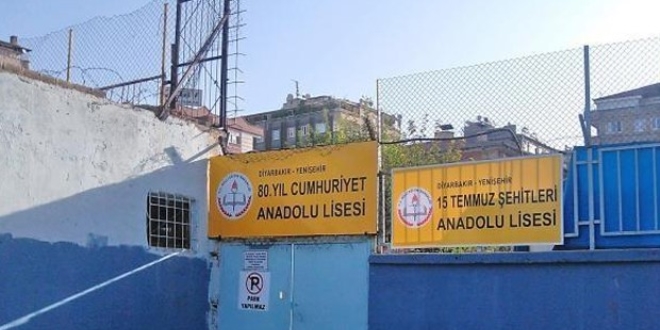 DİYARBAKIR - YENİŞEHİR
80.YIL CUMHURİYET
ANADOLU LİSESİ
DİYARBAKIR - YENİŞEHİR
15 TEMMUZ ŞEHİTLERİ
ANADOLU LİSESİ
P
PARK
YAPILMAZ